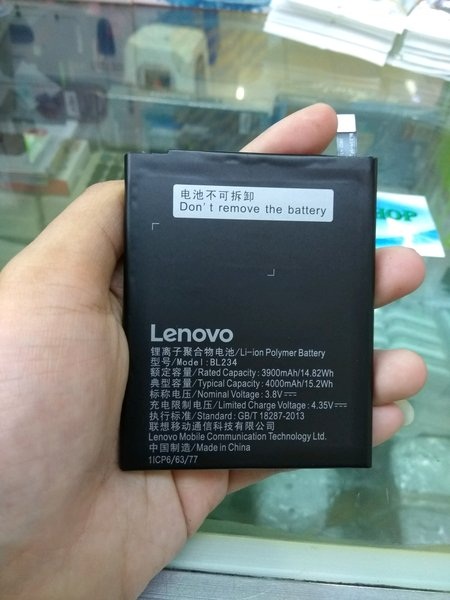 电池不可拆卸
Don't remove the battery
HOP
Lenovo
锂离子聚合物电池/Li-ion Polymer Battery
型号/Model: BL234
额定容量/Rated Capacity: 3900mAh/14.82Wh
典型容量/Typical Capacity: 4000mAh/15.2Wh
标称电压/Nominal Voltage: 3.8V⎓
充电限制电压/Limited Charge Voltage: 4.35V⎓
执行标准/Standard: GB/T 18287-2013
联想移动通信科技有限公司
Lenovo Mobile Communication Technology Ltd.
中国制造/Made in China
1ICP6/63/77